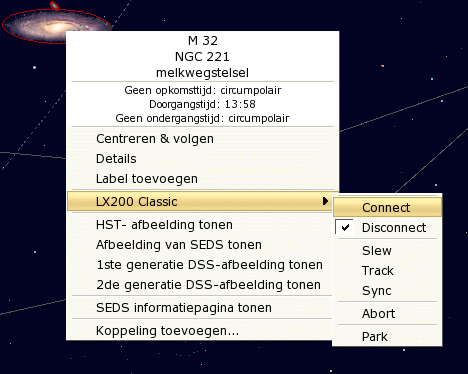 M 32
NGC 221
melkwegstelsel
Geen opkomsttijd: circumpolair
Doorgangstijd: 13:58
Geen ondergangstijd: circumpolair
Centreren & volgen
Details
Label toevoegen
LX200 Classic
HST- afbeelding tonen
Afbeelding van SEDS tonen
1ste generatie DSS-afbeelding tonen
2de generatie DSS-afbeelding tonen
SEDS informatiepagina tonen
Koppeling toevoegen...
Connect
Disconnect
Slew
Track
Sync
Abort
Park